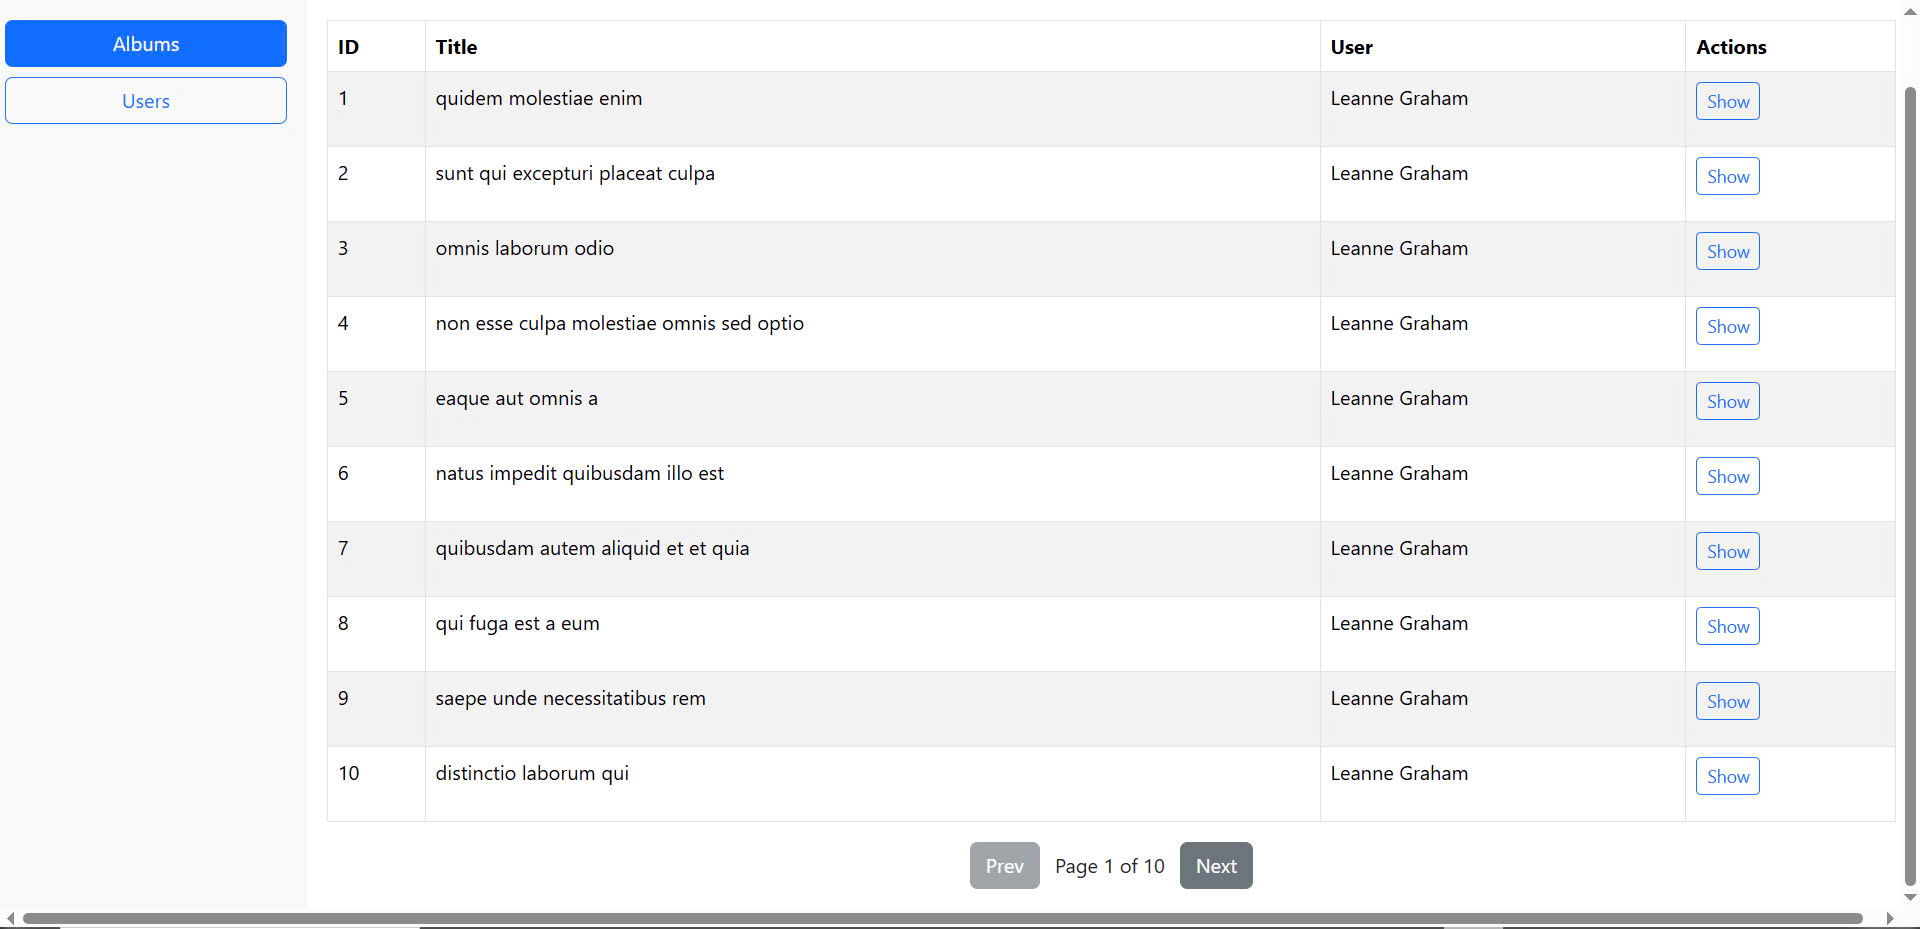 Albums
Users
ID Title User Actions
1 quidem molestiae enim Leanne Graham Show
2 sunt qui excepturi placeat culpa Leanne Graham Show
3 omnis laborum odio Leanne Graham Show
4 non esse culpa molestiae omnis sed optio Leanne Graham Show
5 eaque aut omnis a Leanne Graham Show
6 natus impedit quibusdam illo est Leanne Graham Show
7 quibusdam autem aliquid et et quia Leanne Graham Show
8 qui fuga est a eum Leanne Graham Show
9 saepe unde necessitatibus rem Leanne Graham Show
10 distinctio laborum qui Leanne Graham Show
Prev Page 1 of 10 Next